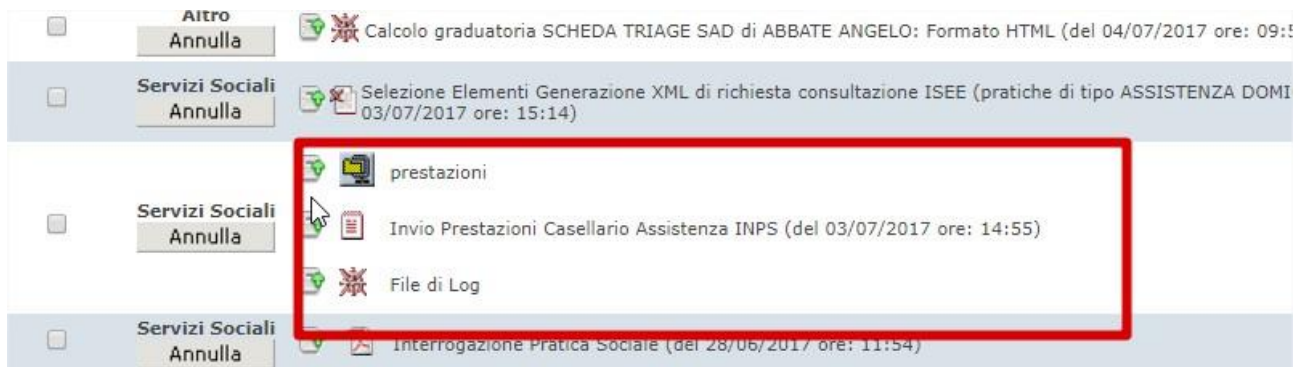 Altro
Annulla
Calcolo graduatoria SCHEDA TRIAGE SAD di ABBATE ANGELO: Formato HTML (del 04/07/2017 ore: 09:5
Servizi Sociali
Annulla
Selezione Elementi Generazione XML di richiesta consultazione ISEE (pratiche di tipo ASSISTENZA DOMI
03/07/2017 ore: 15:14)
prestazioni
Servizi Sociali
Annulla
Invio Prestazioni Casellario Assistenza INPS (del 03/07/2017 ore: 14:55)
File di Log
Servizi Sociali
Annulla
Interrogazione Pratica Sociale (del 28/06/2017 ore: 11:54)